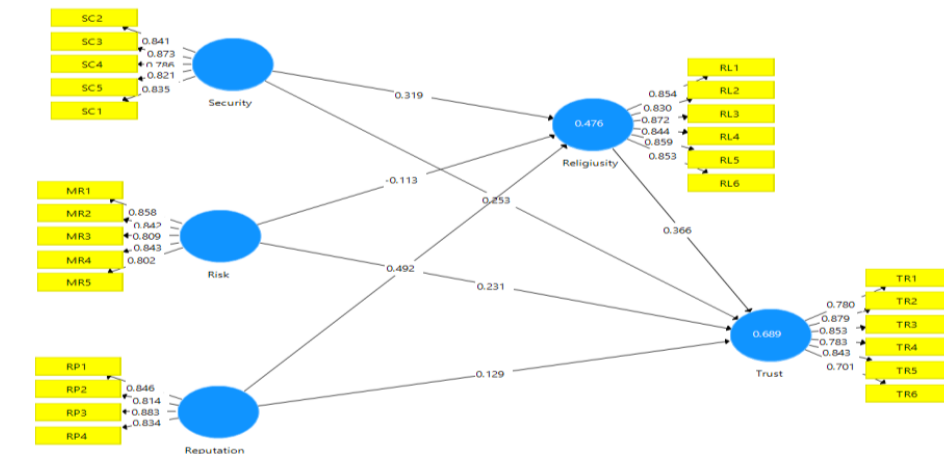 SC2
SC3
SC4
SC5
SC1
0.841
0.873
0.786
0.821
0.835
Security
0.319
0.253
MR1
MR2
MR3
MR4
MR5
0.858
0.842
0.809
0.843
0.802
Risk
-0.113
0.231
RP1
RP2
RP3
RP4
0.846
0.814
0.883
0.834
Reputation
0.492
0.129
0.476
Religiusity
0.854
0.830
0.872
0.844
0.859
0.853
RL1
RL2
RL3
RL4
RL5
RL6
0.366
0.689
Trust
0.780
0.879
0.853
0.783
0.843
0.701
TR1
TR2
TR3
TR4
TR5
TR6